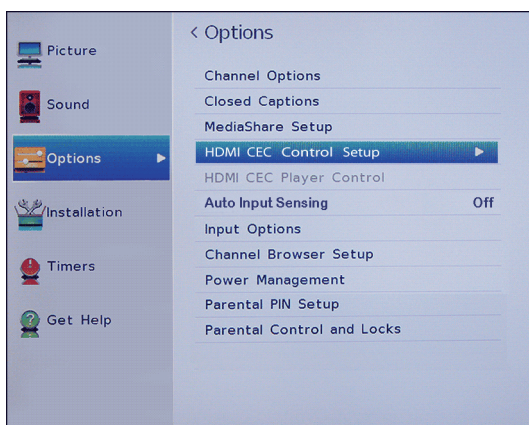 < Options
Picture
Sound
Options
Installation
Timers
Get Help
Channel Options
Closed Captions
MediaShare Setup
HDMI CEC Control Setup
HDMI CEC Player Control
Auto Input Sensing Off
Input Options
Channel Browser Setup
Power Management
Parental PIN Setup
Parental Control and Locks